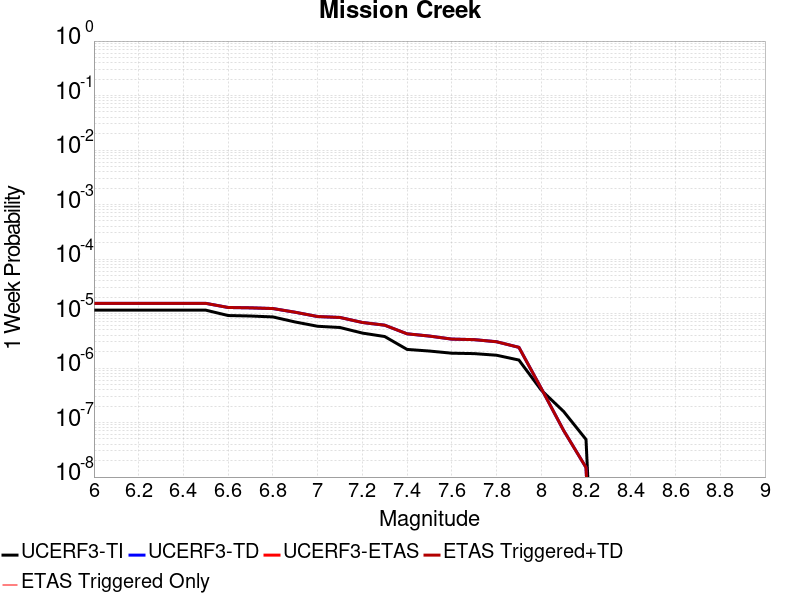 Mission Creek
1 Week Probability
10^0
10^-1
10^-2
10^-3
10^-4
10^-5
10^-6
10^-7
10^-8
6 6.2 6.4 6.6 6.8 7 7.2 7.4 7.6 7.8 8 8.2 8.4 8.6 8.8 9
Magnitude
UCERF3-TI UCERF3-TD UCERF3-ETAS ETAS Triggered+TD
ETAS Triggered Only